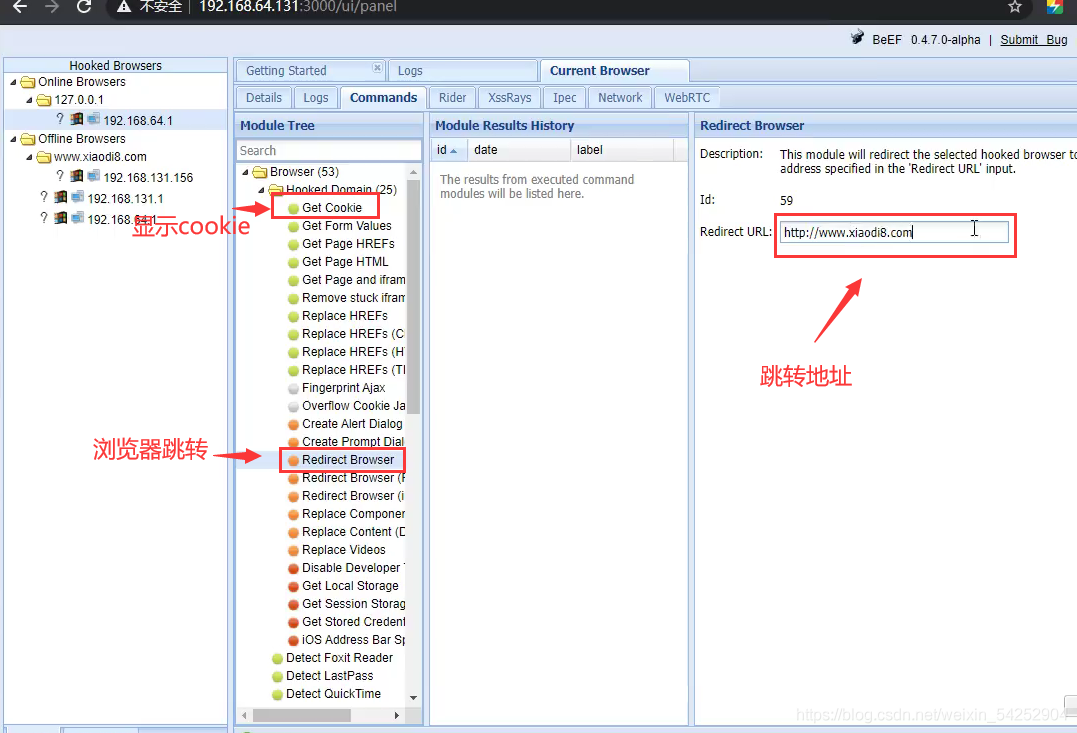 不安全 192.168.64.131:3000/ui/panel
BeEF 0.4.7.0-alpha | Submit Bug
Hooked Browsers
Online Browsers
127.0.0.1
? 192.168.64.1
Offline Browsers
www.xiaodi8.com
? 192.168.131.156
? 192.168.131.1
? 192.168.64.1
Getting Started
Logs
Current Browser
Details
Logs
Commands
Rider
XssRays
Ipec
Network
WebRTC
Module Tree
Search
Browser (53)
Hooked Domain (25)
Get Cookie
显示cookie
Get Form Values
Get Page HREFs
Get Page HTML
Get Page and ifram
Remove stuck ifram
Replace HREFs
Replace HREFs (C
Replace HREFs (H
Replace HREFs (TE
Fingerprint Ajax
Overflow Cookie Ja
Create Alert Dialog
Create Prompt Dial
浏览器跳转
Redirect Browser
Redirect Browser (F
Redirect Browser (i
Replace Componen
Replace Content (D
Replace Videos
Disable Developer T
Get Local Storage
Get Session Storag
Get Stored Credent
iOS Address Bar Sp
Detect Foxit Reader
Detect LastPass
Detect QuickTime
Module Results History
id date label
The results from executed command
modules will be listed here.
Redirect Browser
Description: This module will redirect the selected hooked browser to
address specified in the 'Redirect URL' input.
Id: 59
Redirect URL: http://www.xiaodi8.com
跳转地址
https://blog.csdn.net/weixin_54252904